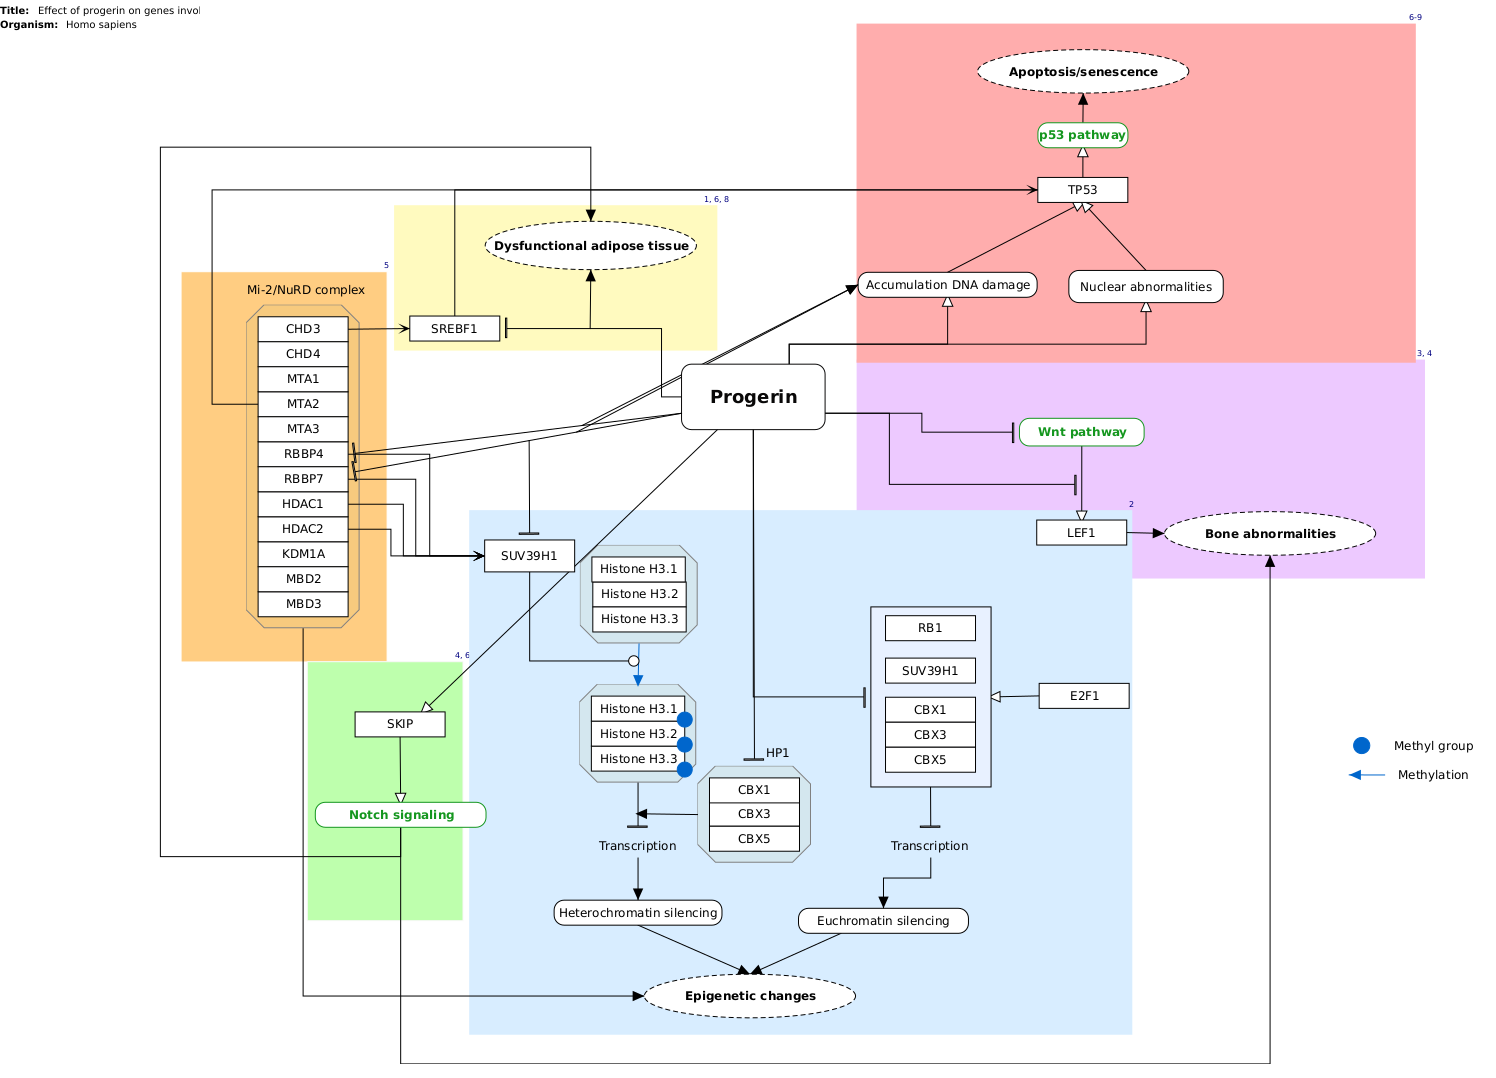 Title: Effect of progerin on genes invol
Organism: Homo sapiens
6-9
Apoptosis/senescence
p53 pathway
TP53
1, 6, 8
Dysfunctional adipose tissue
5
Mi-2/NuRD complex
Accumulation DNA damage
Nuclear abnormalities
CHD3
SREBF1
CHD4
MTA1
MTA2
MTA3
RBBP4
RBBP7
HDAC1
HDAC2
KDM1A
MBD2
MBD3
Progerin
3, 4
Wnt pathway
2
LEF1
Bone abnormalities
SUV39H1
Histone H3.1
Histone H3.2
Histone H3.3
RB1
SUV39H1
CBX1
CBX3
CBX5
E2F1
4, 6
SKIP
Notch signaling
Histone H3.1
Histone H3.2
Histone H3.3
HP1
CBX1
CBX3
CBX5
Methyl group
Methylation
Transcription
Transcription
Heterochromatin silencing
Euchromatin silencing
Epigenetic changes